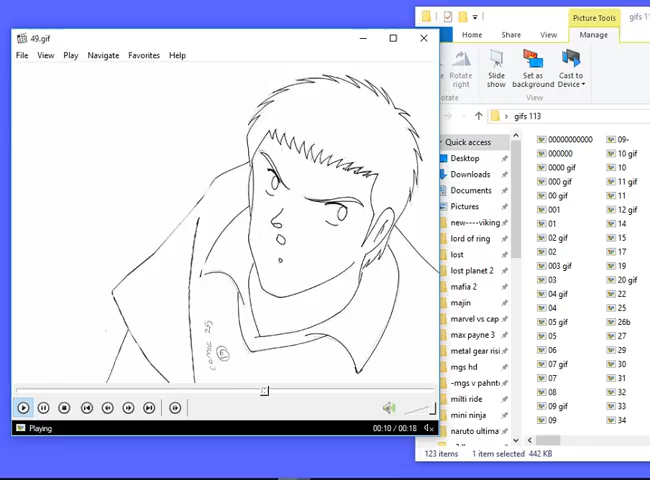 49.gif
File View Play Navigate Favorites Help
comic 25
Playing
00:10 / 00:18
Picture Tools
gifs
Home Share View Manage
Rotate right
Slide show
Set as background
Cast to Device
View
gifs 113
Quick access
Desktop
Downloads
Documents
Pictures
new----viking
lord of ring
lost
lost planet 2
mafia 2
majin
marvel vs cap
max payne 3
metal gear risi
mgs hd
-mgs v pahnt
milti ride
mini ninja
naruto ultima
00000000000
000000
0000 gif
000 gif
00 gif
001
01
02 gif
02
003 gif
03
04 gif
04
05 gif
05
06
07 gif
07
08
09 gif
09
09-
10 gif
10
11 gif
11
12 gif
14
15
17
19
20 gif
22
25
26b
27
29
30
31
32
33
34
123 items 1 item selected 442 KB